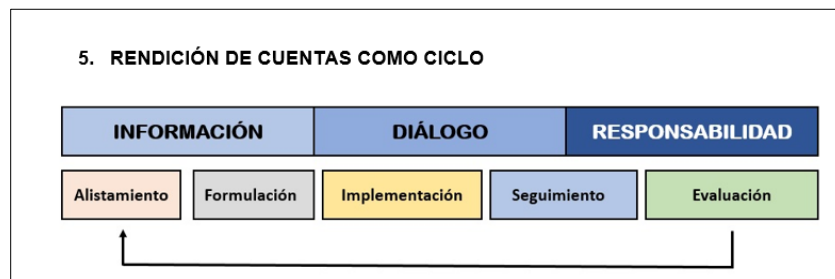 5. RENDICIÓN DE CUENTAS COMO CICLO
INFORMACIÓN DIÁLOGO RESPONSABILIDAD
Alistamiento Formulación Implementación Seguimiento Evaluación